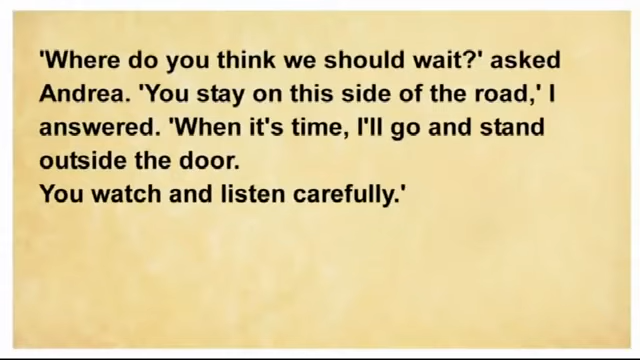 'Where do you think we should wait?' asked
Andrea. 'You stay on this side of the road,' I
answered. 'When it's time, I'll go and stand
outside the door.
You watch and listen carefully.'